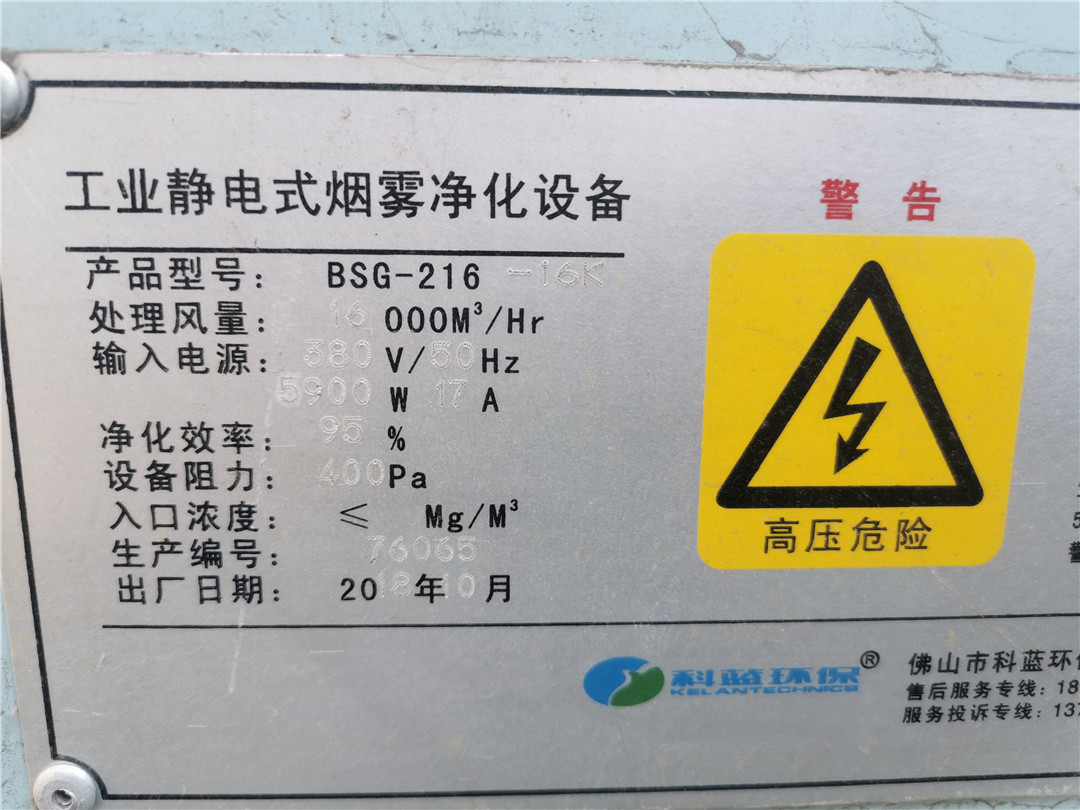 工业静电式烟雾净化设备
警告
产品型号: BSG-216-16K
处理风量: 16 000M³/Hr
输入电源: 380 V/50Hz
5900 W 17 A
净化效率: 95 %
设备阻力: 400Pa
入口浓度: ≤ Mg/M³
生产编号: 76065
出厂日期: 2018年10月
高压危险
科蓝环保®
KELANTECHNICS
佛山市科蓝环
售后服务专线: 18
服务投诉专线: 137